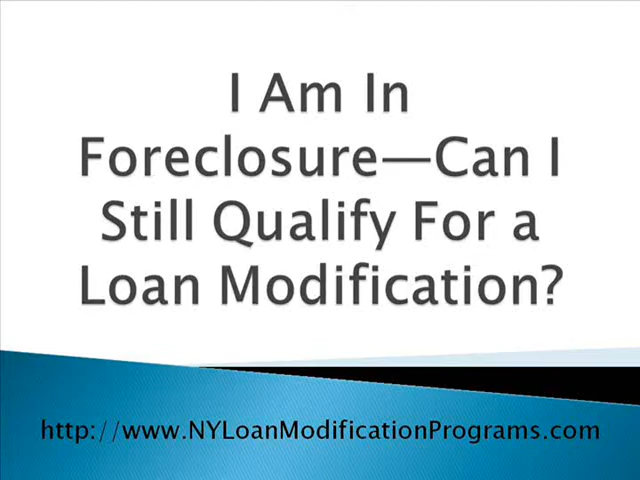 I Am In
Foreclosure—Can I
Still Qualify For a
Loan Modification?
http://www.NYLoanModificationPrograms.com